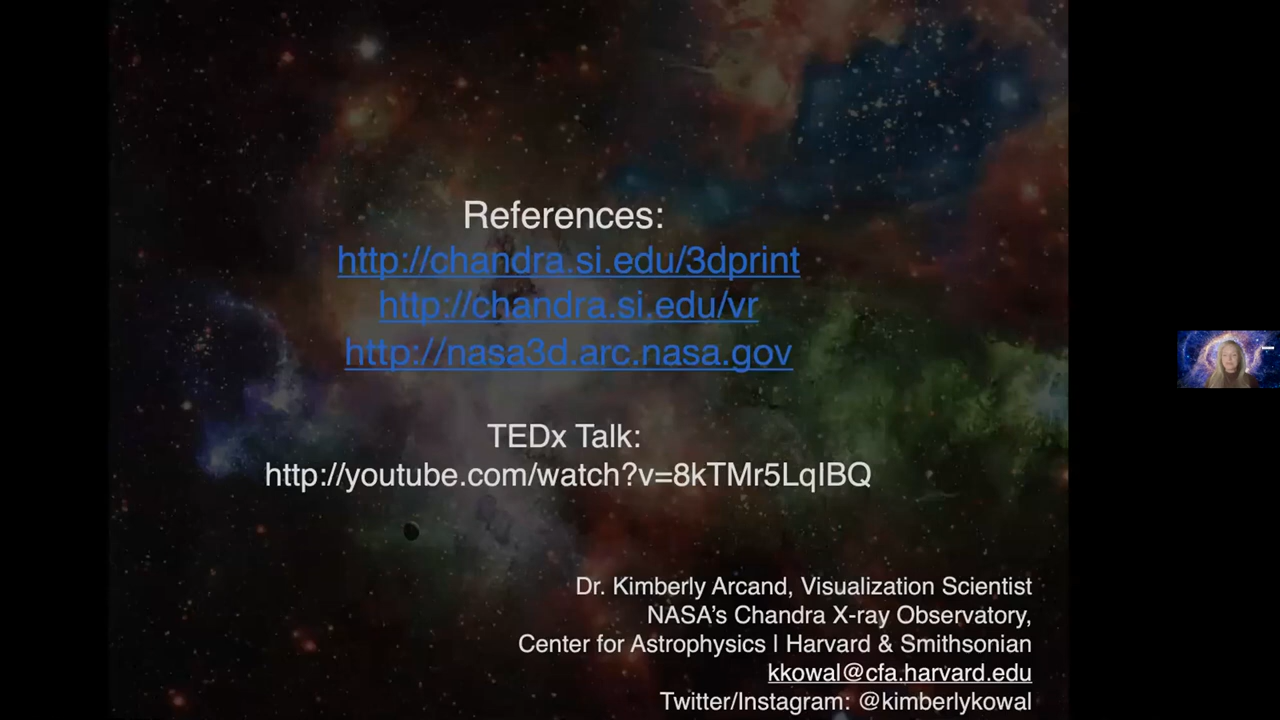 References:
http://chandra.si.edu/3dprint
http://chandra.si.edu/vr
http://nasa3d.arc.nasa.gov
TEDx Talk:
http://youtube.com/watch?v=8kTMr5LqIBQ
Dr. Kimberly Arcand, Visualization Scientist
NASA’s Chandra X-ray Observatory,
Center for Astrophysics | Harvard & Smithsonian
kkowal@cfa.harvard.edu
Twitter/Instagram: @kimberlykowal